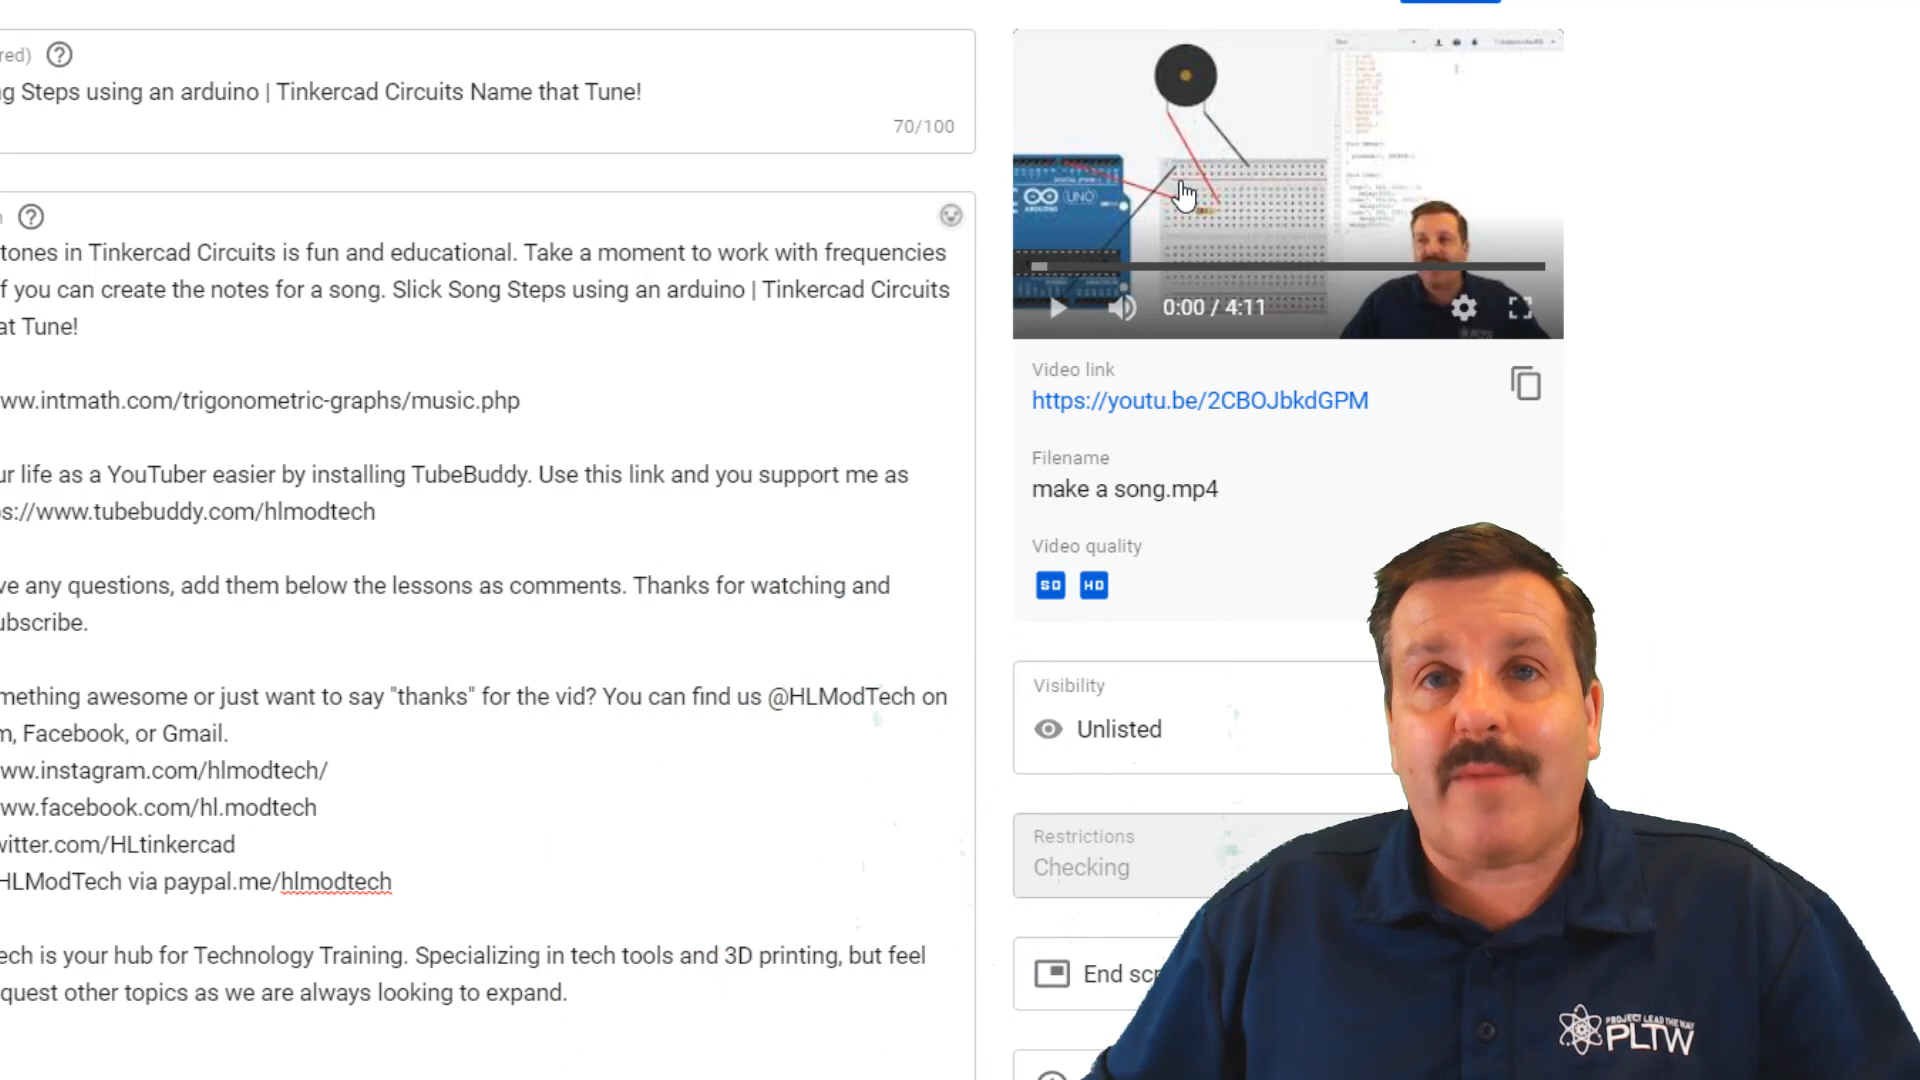 red)
ng Steps using an arduino | Tinkercad Circuits Name that Tune!
70/100
tones in Tinkercad Circuits is fun and educational. Take a moment to work with frequencies
f you can create the notes for a song. Slick Song Steps using an arduino | Tinkercad Circuits
at Tune!
ww.intmath.com/trigonometric-graphs/music.php
ur life as a YouTuber easier by installing TubeBuddy. Use this link and you support me as
ps://www.tubebuddy.com/hlmodtech
ve any questions, add them below the lessons as comments. Thanks for watching and
ubscribe.
mething awesome or just want to say "thanks" for the vid? You can find us @HLModTech on
m, Facebook, or Gmail.
ww.instagram.com/hlmodtech/
ww.facebook.com/hl.modtech
witter.com/HLtinkercad
HLModTech via paypal.me/hlmodtech
ech is your hub for Technology Training. Specializing in tech tools and 3D printing, but feel
quest other topics as we are always looking to expand.
UNO
0:00 / 4:11
Video link
https://youtu.be/2CBOJbkdGPM
Filename
make a song.mp4
Video quality
SD HD
Visibility
Unlisted
Restrictions
Checking
End scr
PROJECT LEAD THE WAY
PLTW